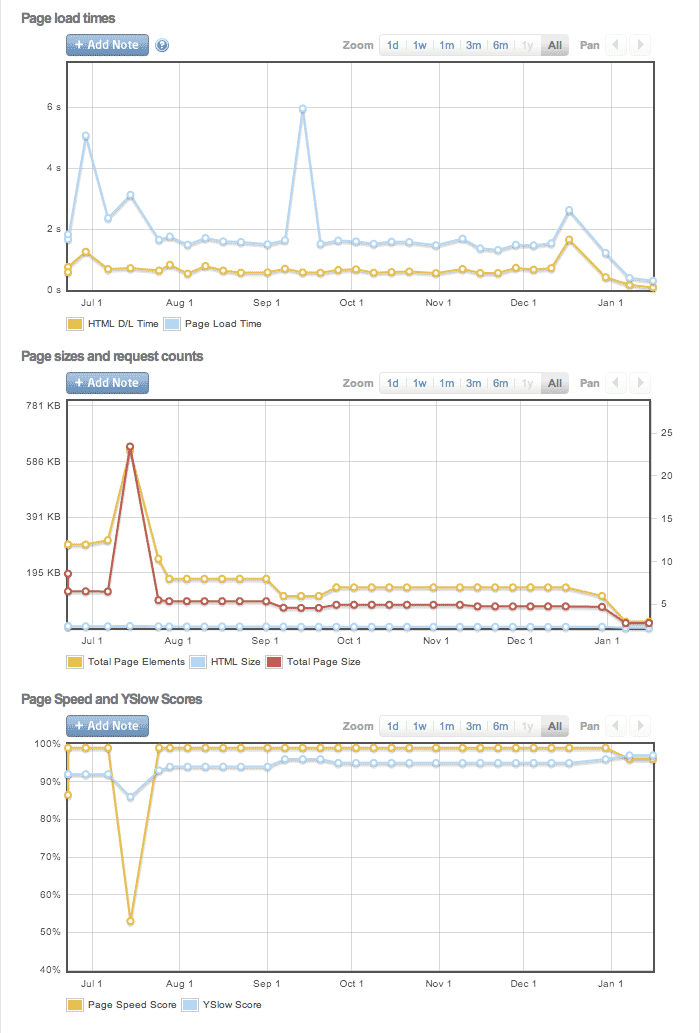 Page load times
+ Add Note ? Zoom 1d 1w 1m 3m 6m 1y All Pan
6 s
4 s
2 s
0 s
Jul 1 Aug 1 Sep 1 Oct 1 Nov 1 Dec 1 Jan 1
HTML D/L Time Page Load Time
Page sizes and request counts
+ Add Note Zoom 1d 1w 1m 3m 6m 1y All Pan
781 KB
25
586 KB
20
391 KB 15
10
195 KB
5
Jul 1 Aug 1 Sep 1 Oct 1 Nov 1 Dec 1 Jan 1
Total Page Elements HTML Size Total Page Size
Page Speed and YSlow Scores
+ Add Note Zoom 1d 1w 1m 3m 6m 1y All Pan
100%
90%
80%
70%
60%
50%
40%
Jul 1 Aug 1 Sep 1 Oct 1 Nov 1 Dec 1 Jan 1
Page Speed Score YSlow Score